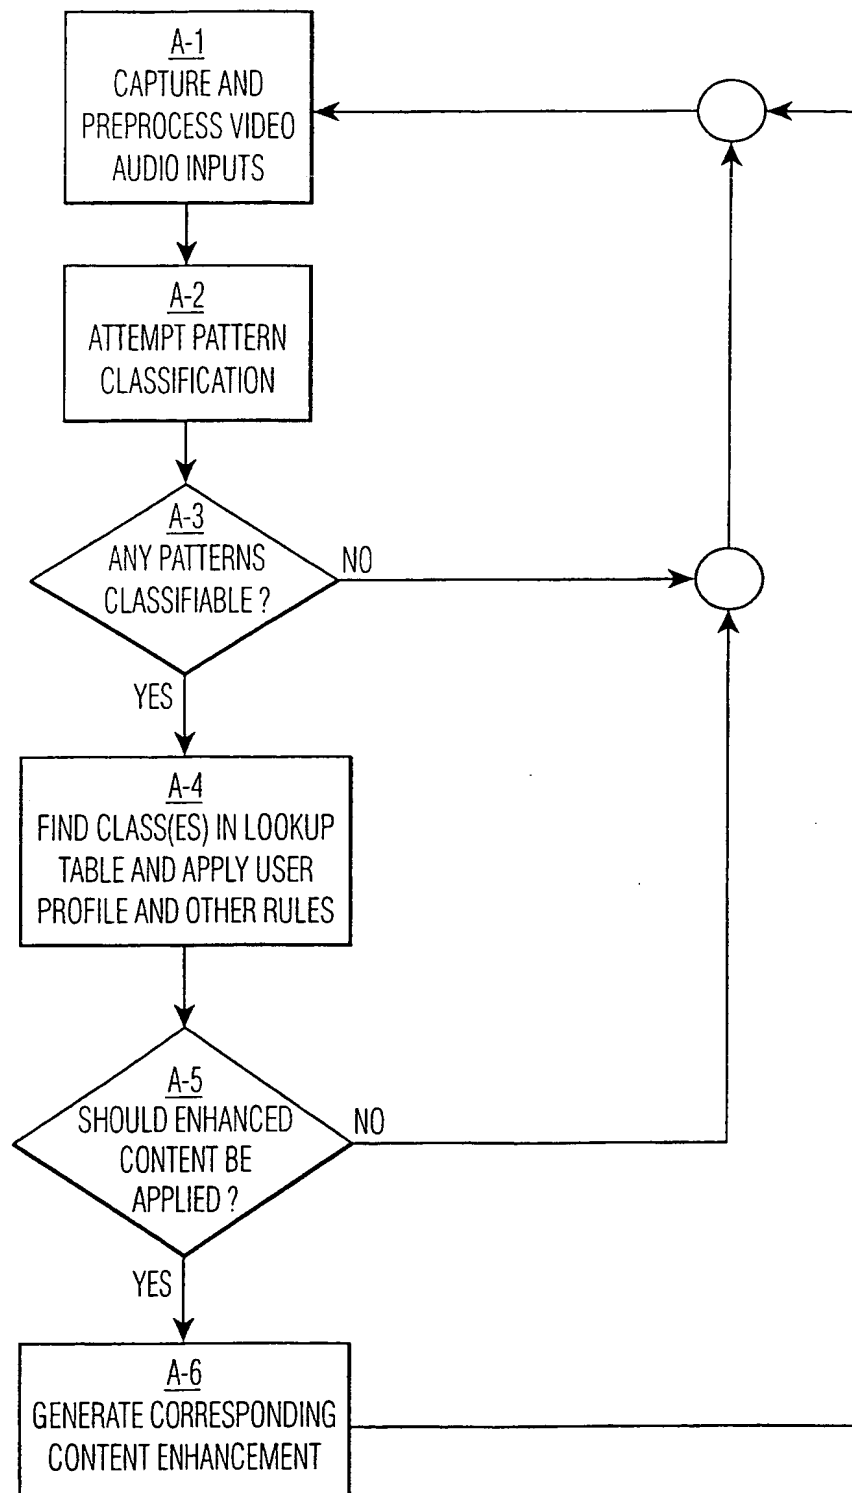 A-1
CAPTURE AND
PREPROCESS VIDEO
AUDIO INPUTS
A-2
ATTEMPT PATTERN
CLASSIFICATION
A-3
ANY PATTERNS
CLASSIFIABLE ?
NO
YES
A-4
FIND CLASS(ES) IN LOOKUP
TABLE AND APPLY USER
PROFILE AND OTHER RULES
A-5
SHOULD ENHANCED
CONTENT BE
APPLIED ?
NO
YES
A-6
GENERATE CORRESPONDING
CONTENT ENHANCEMENT